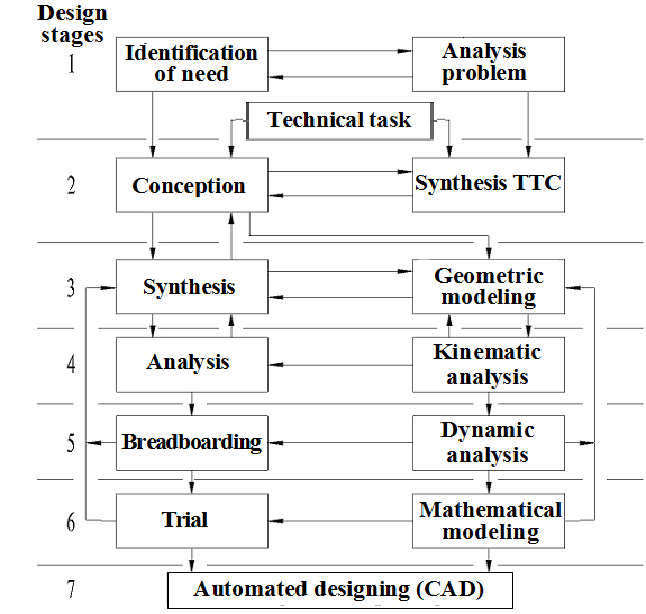 Design
stages
1
Identification
of need
Analysis
problem
Technical task
2
Conception
Synthesis TTC
3
Synthesis
Geometric
modeling
4
Analysis
Kinematic
analysis
5
Breadboarding
Dynamic
analysis
6
Trial
Mathematical
modeling
7
Automated designing (CAD)